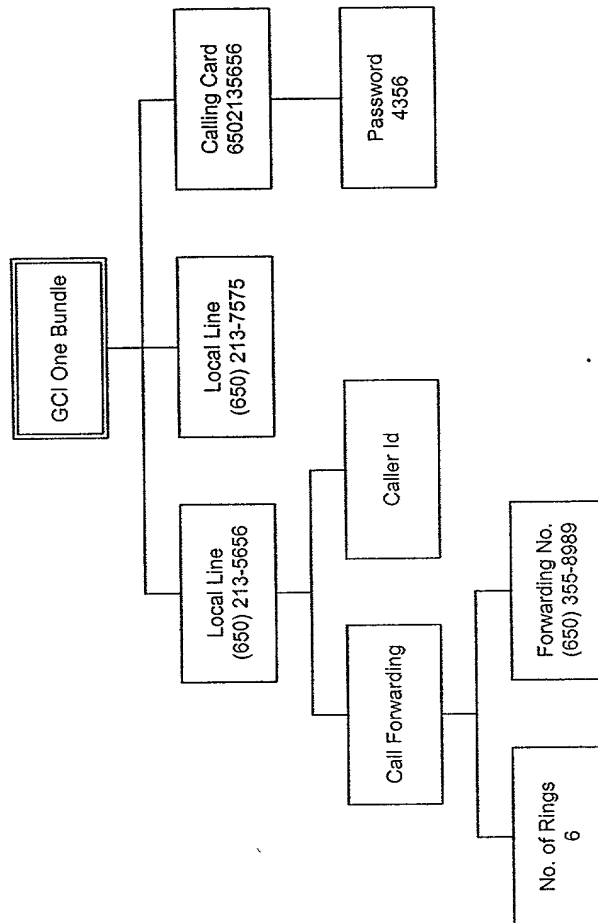 GCI One Bundle
Local Line
(650) 213-5656
Local Line
(650) 213-7575
Calling Card
6502135656
Call Forwarding
Caller Id
Password
4356
No. of Rings
6
Forwarding No.
(650) 355-8989